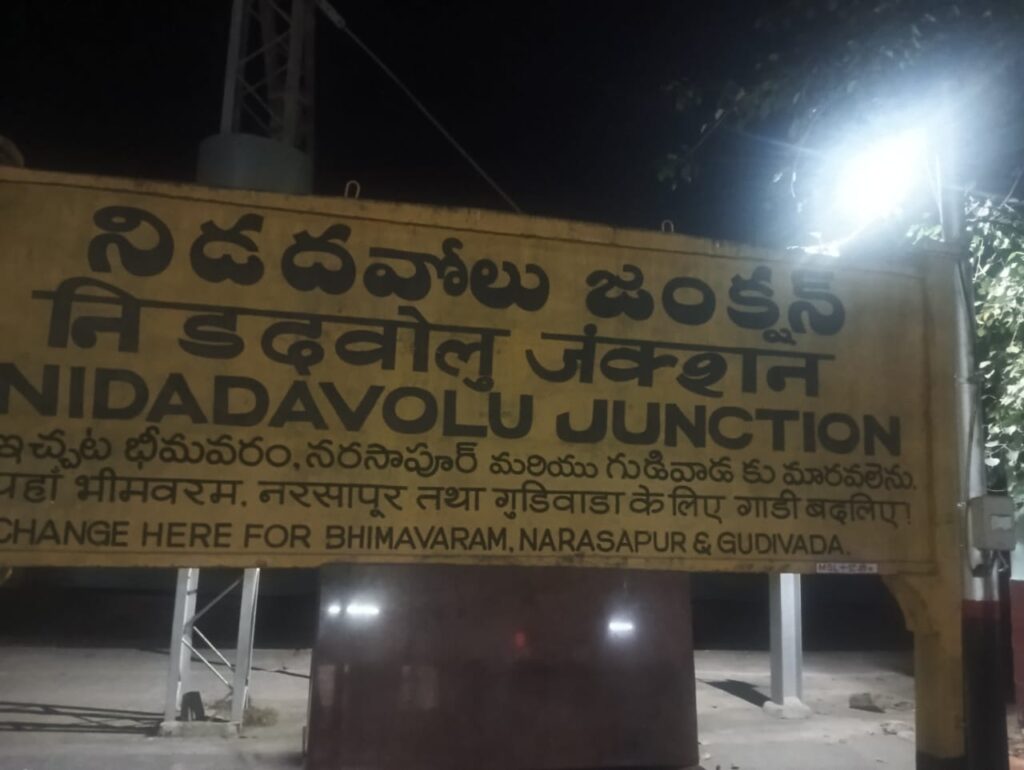 నిడదవోలు జంక్షన్
निडदवोलु जंक्शन
NIDADAVOLU JUNCTION
ఇచ్చట భీమవరం, నరసాపూర్ మరియు గుడివాడ కు మారవలెను.
यहाँ भीमवरम, नरसापूर तथा गुडिवाडा के लिए गाडी बदलिए!
CHANGE HERE FOR BHIMAVARAM, NARASAPUR & GUDIVADA.